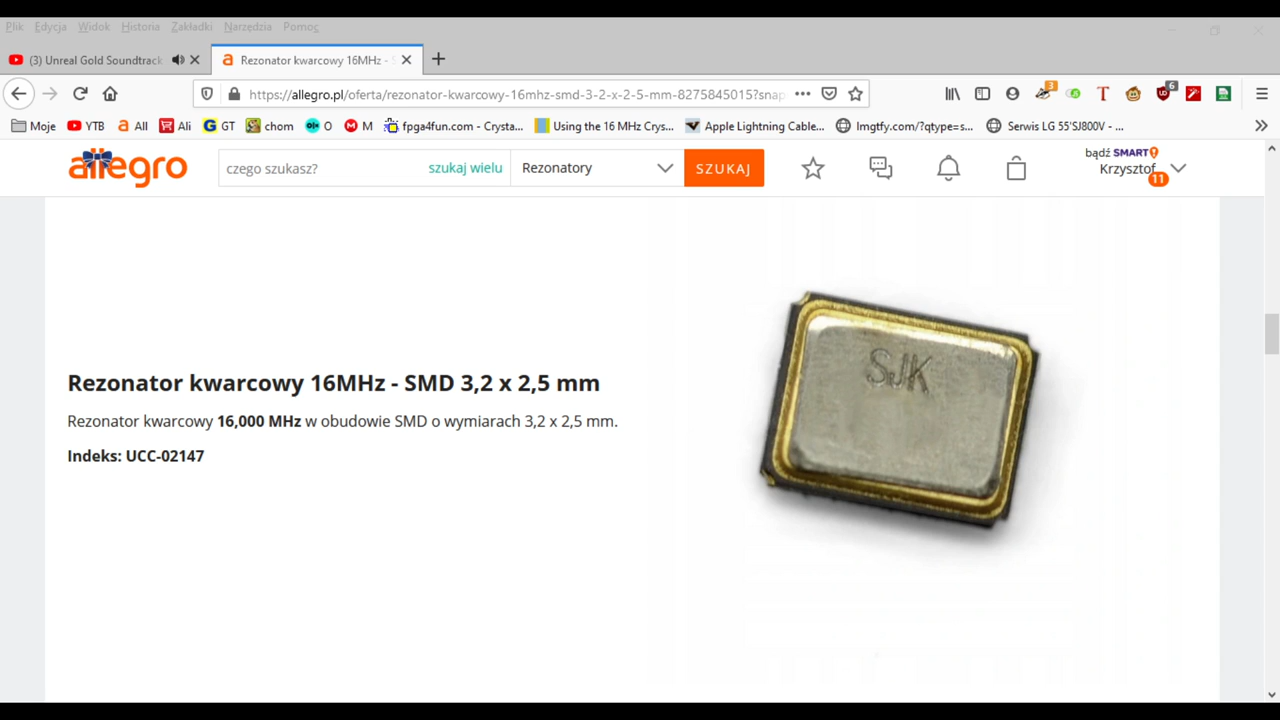 Plik Edycja Widok Historia Zakładki Narzędzia Pomoc
(3) Unreal Gold Soundtrack
Rezonator kwarcowy 16MHz - S
https://allegro.pl/oferta/rezonator-kwarcowy-16mhz-smd-3-2-x-2-5-mm-8275845015?snap
3
6
Moje YTB All Ali GT chom O M fpga4fun.com - Crysta... Using the 16 MHz Crys... Apple Lightning Cable... lmgtfy.com/?qtype=s... Serwis LG 55'SJ800V - ...
allegro
czego szukasz? szukaj wielu Rezonatory SZUKAJ
bądź SMART!
Krzysztof
11
SJK
Rezonator kwarcowy 16MHz - SMD 3,2 x 2,5 mm
Rezonator kwarcowy 16,000 MHz w obudowie SMD o wymiarach 3,2 x 2,5 mm.
Indeks: UCC-02147